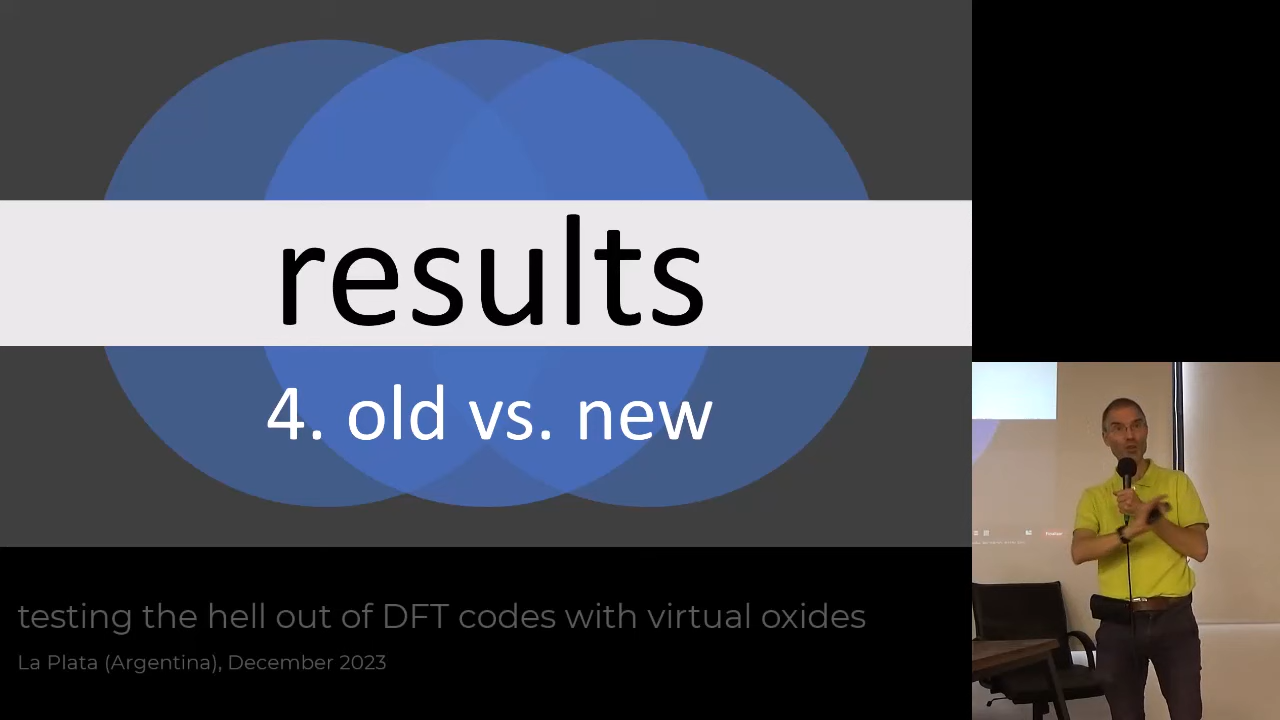 results
4. old vs. new
testing the hell out of DFT codes with virtual oxides
La Plata (Argentina), December 2023